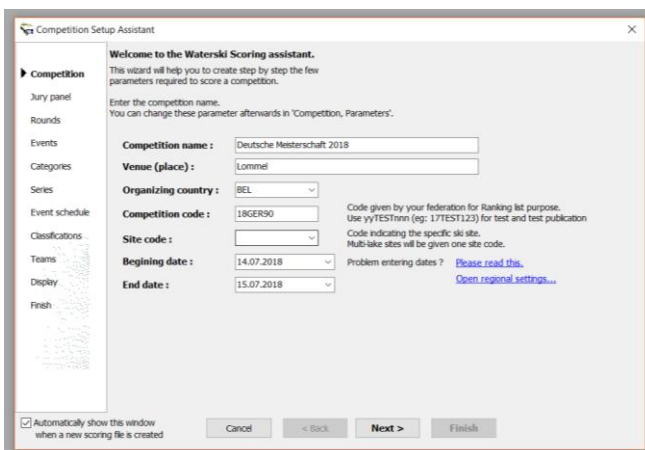 Competition Setup Assistant
Competition
Jury panel
Rounds
Events
Categories
Series
Event schedule
Classifications
Teams
Display
Finish
Welcome to the Waterski Scoring assistant.
This wizard will help you to create step by step the few
parameters required to score a competition.
Enter the competition name.
You can change these parameter afterwards in 'Competition, Parameters'.
Competition name : Deutsche Meisterschaft 2018
Venue (place) : Lommel
Organizing country : BEL
Competition code : 18GER90
Code given by your federation for Ranking list purpose.
Use yyTESTnnn (eg: 17TEST123) for test and test publication
Site code :
Code indicating the specific ski site.
Multi-lake sites will be given one site code.
Begining date : 14.07.2018 Problem entering dates ? Please read this.
End date : 15.07.2018 Open regional settings...
Automatically show this window
when a new scoring file is created
Cancel < Back Next > Finish